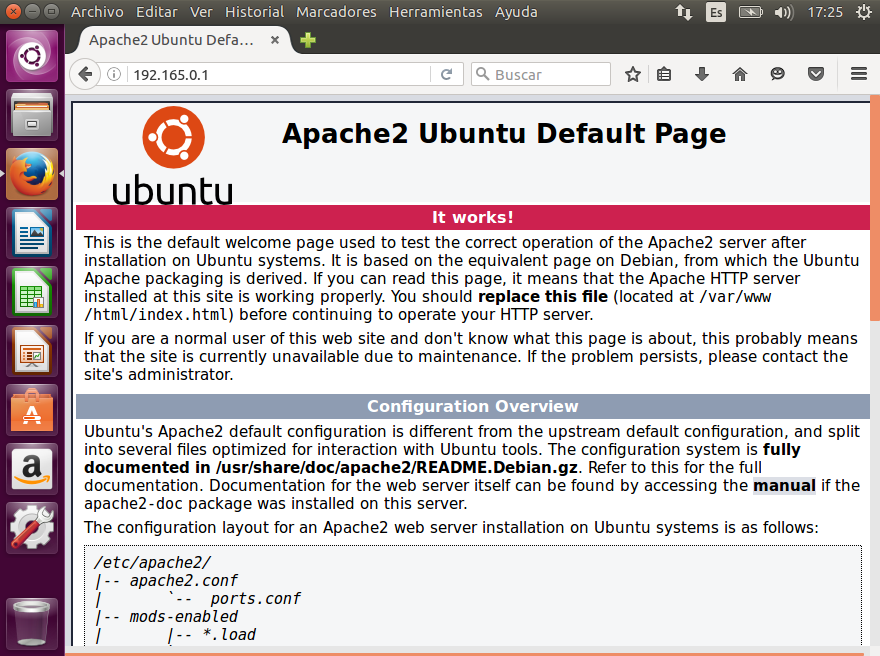 Archivo Editar Ver Historial Marcadores Herramientas Ayuda Es 17:25
Apache2 Ubuntu Defa...
192.165.0.1 Buscar
Apache2 Ubuntu Default Page
ubuntu
It works!
This is the default welcome page used to test the correct operation of the Apache2 server after
installation on Ubuntu systems. It is based on the equivalent page on Debian, from which the Ubuntu
Apache packaging is derived. If you can read this page, it means that the Apache HTTP server
installed at this site is working properly. You should replace this file (located at /var/www
/html/index.html) before continuing to operate your HTTP server.
If you are a normal user of this web site and don't know what this page is about, this probably means
that the site is currently unavailable due to maintenance. If the problem persists, please contact the
site's administrator.
Configuration Overview
Ubuntu's Apache2 default configuration is different from the upstream default configuration, and split
into several files optimized for interaction with Ubuntu tools. The configuration system is fully
documented in /usr/share/doc/apache2/README.Debian.gz. Refer to this for the full
documentation. Documentation for the web server itself can be found by accessing the manual if the
apache2-doc package was installed on this server.
The configuration layout for an Apache2 web server installation on Ubuntu systems is as follows:
/etc/apache2/
|-- apache2.conf
|       `--  ports.conf
|-- mods-enabled
|       |-- *.load